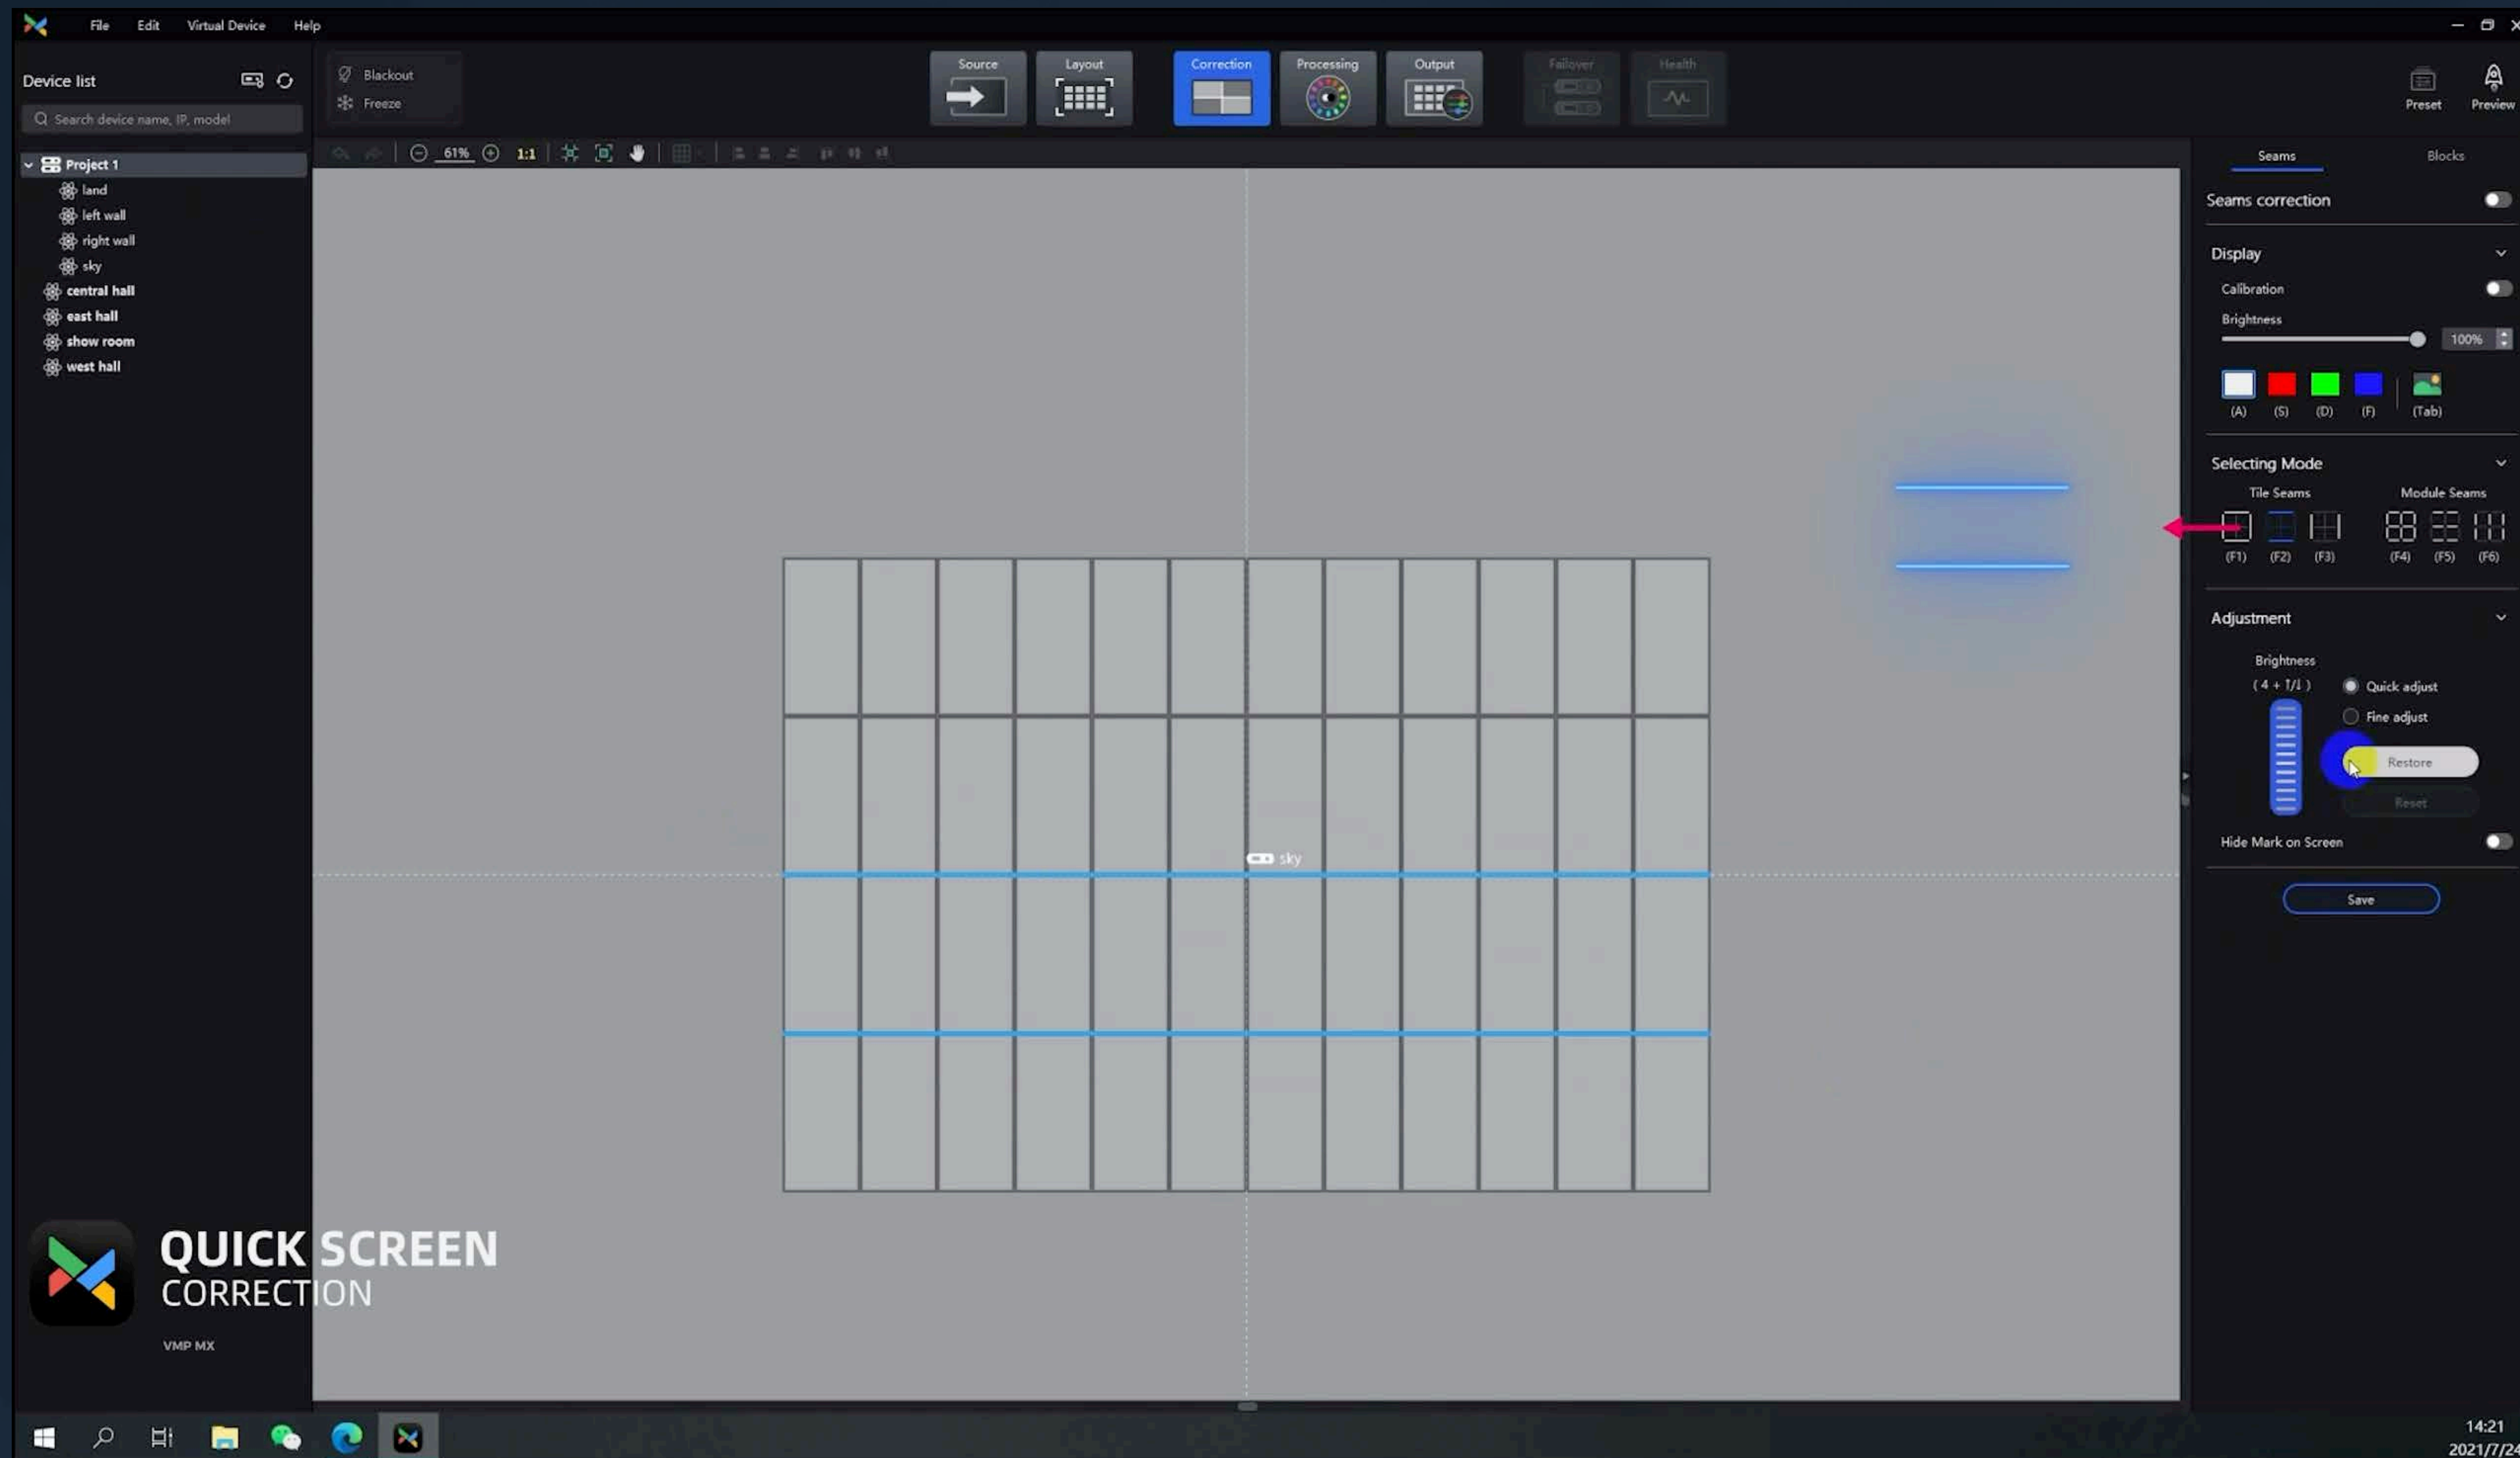 File Edit Virtual Device Help
Device list
Search device name, IP, model
Project 1
land
left wall
right wall
sky
central hall
east hall
show room
west hall
Blackout
Freeze
Source Layout Correction Processing Output Failover Health
Preset Preview
61% 1:1
Seams Blocks
Seams correction
Display
Calibration
Brightness
100%
(A) (S) (D) (F) (Tab)
Selecting Mode
Tile Seams Module Seams
(F1) (F2) (F3) (F4) (F5) (F6)
Adjustment
Brightness
( 4 + ↑/↓ ) Quick adjust
Fine adjust
Restore
Reset
Hide Mark on Screen
Save
sky
QUICK SCREEN
CORRECTION
VMP MX
14:21
2021/7/24